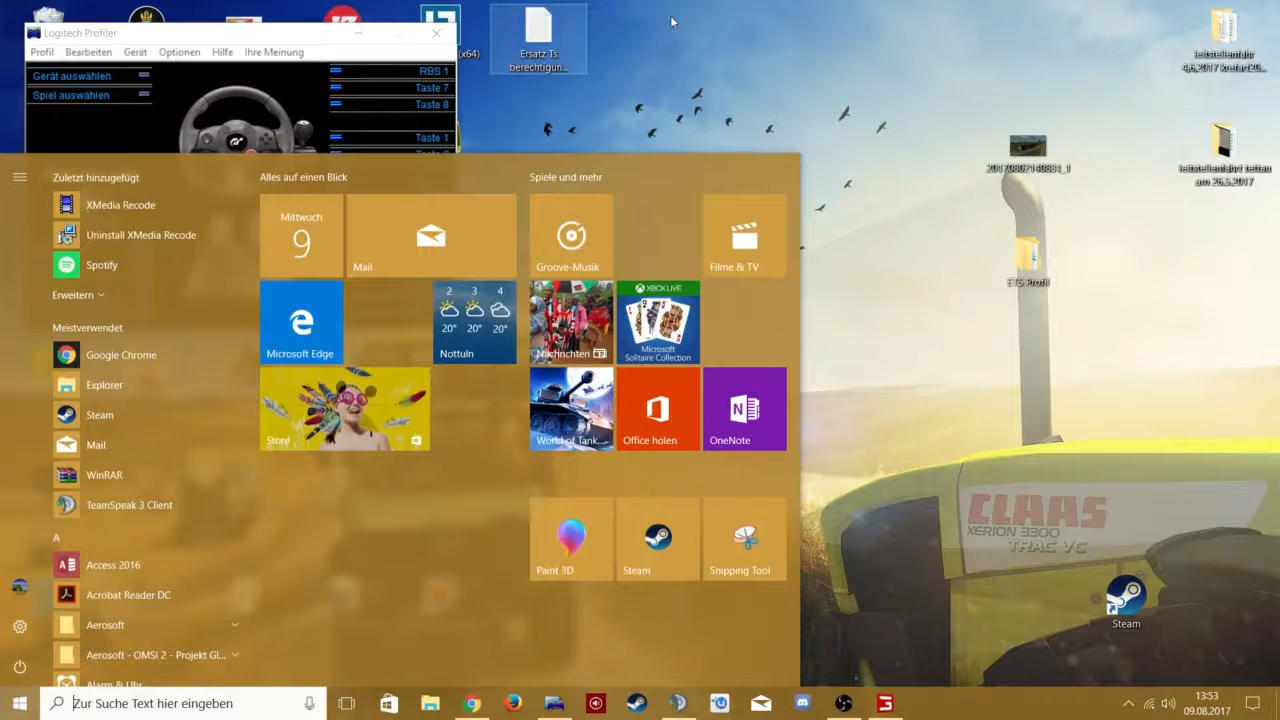 Logitech Profiler
Profil Bearbeiten Gerät Optionen Hilfe Ihre Meinung
Gerät auswählen
Spiel auswählen
RBS 1
Taste 7
Taste 8
Taste 1
(x64)
Ersatz Ts
berechtigun...
leitstellenfahr
4,6,2017 krefart20...
20170802140831_1
leitstellenfahrt tettau
am 26.5.2017
ETS Profil
Zuletzt hinzugefügt
XMedia Recode
Uninstall XMedia Recode
Spotify
Erweitern
Meistverwendet
Google Chrome
Explorer
Steam
Mail
WinRAR
TeamSpeak 3 Client
A
Access 2016
Acrobat Reader DC
Aerosoft
Aerosoft - OMSI 2 - Projekt Gl...
Alarm & Uhr
Alles auf einen Blick
Mittwoch
9
Mail
Microsoft Edge
2 3 4
20° 20° 20°
Nottuln
Store
Spiele und mehr
Groove-Musik
Filme & TV
Nachrichten
XBOX LIVE
Microsoft
Solitaire Collection
World of Tank...
Office holen
OneNote
Paint 3D
Steam
Snipping Tool
CLAAS
XERION 3300
TRAC VC
Steam
Zur Suche Text hier eingeben
13:53
09.08.2017